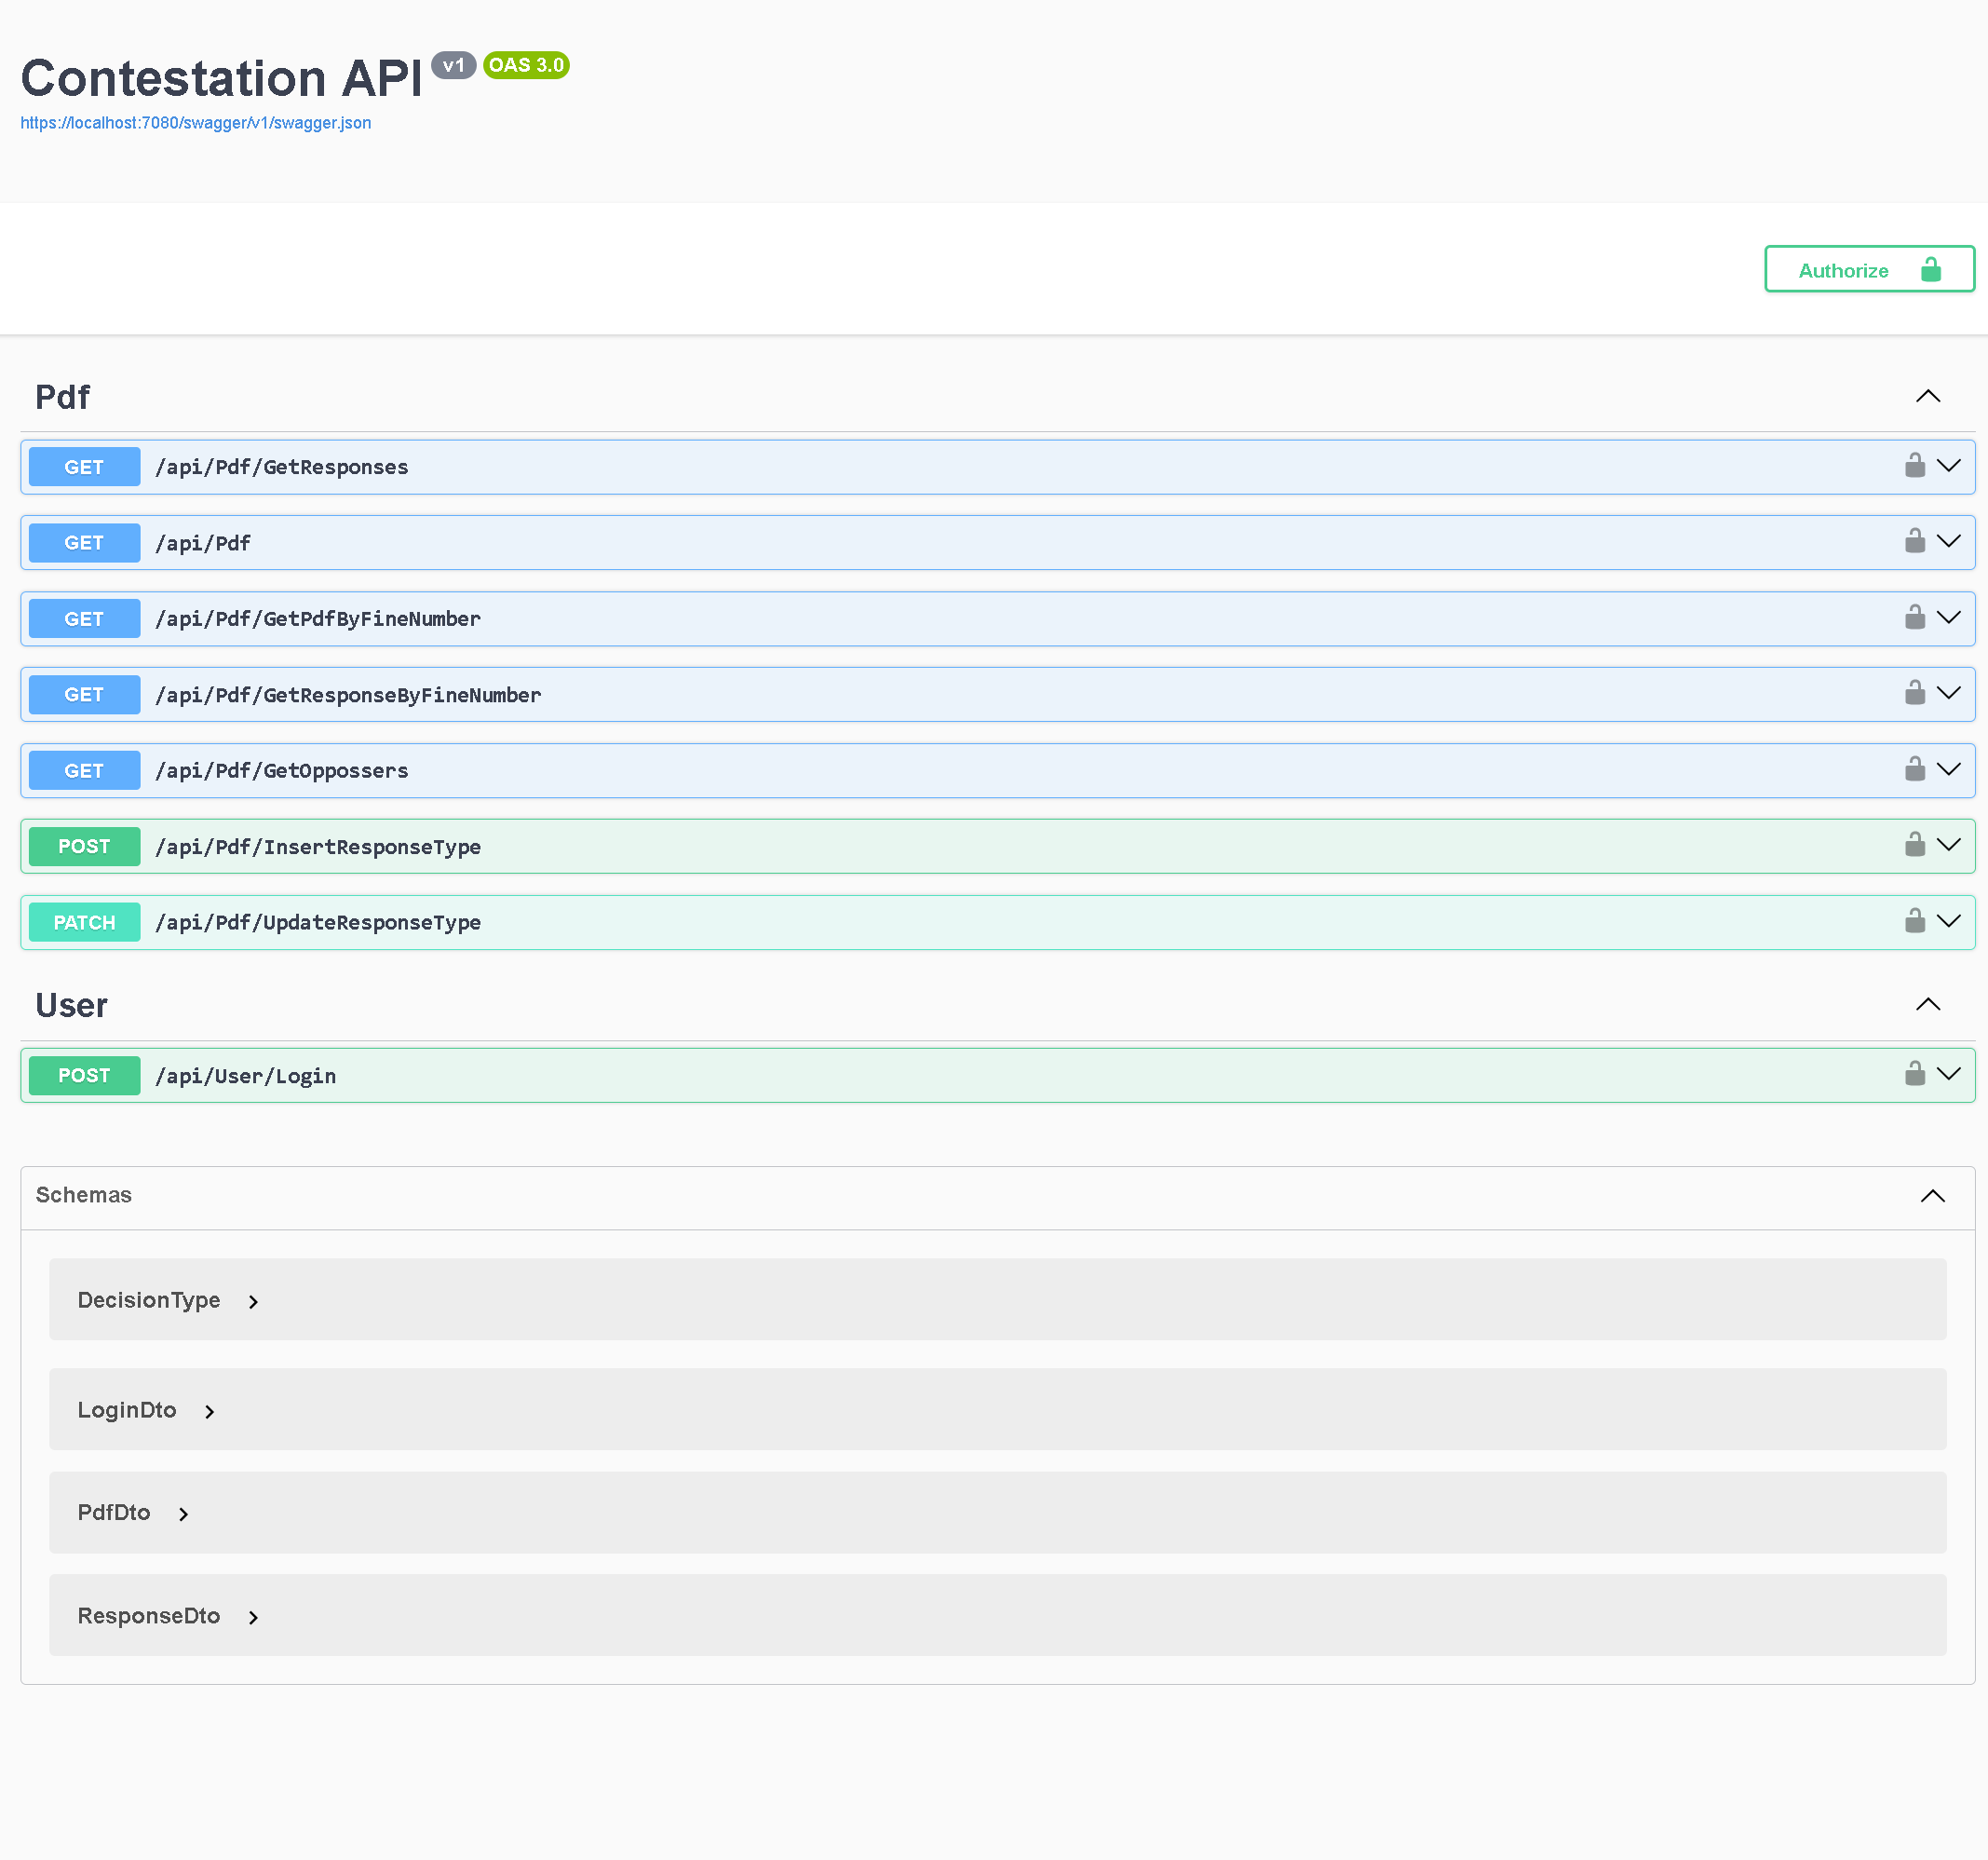 Contestation API v1 OAS 3.0
https://localhost:7080/swagger/v1/swagger.json
Authorize
Pdf
GET /api/Pdf/GetResponses
GET /api/Pdf
GET /api/Pdf/GetPdfByFineNumber
GET /api/Pdf/GetResponseByFineNumber
GET /api/Pdf/GetOppossers
POST /api/Pdf/InsertResponseType
PATCH /api/Pdf/UpdateResponseType
User
POST /api/User/Login
Schemas
DecisionType
LoginDto
PdfDto
ResponseDto